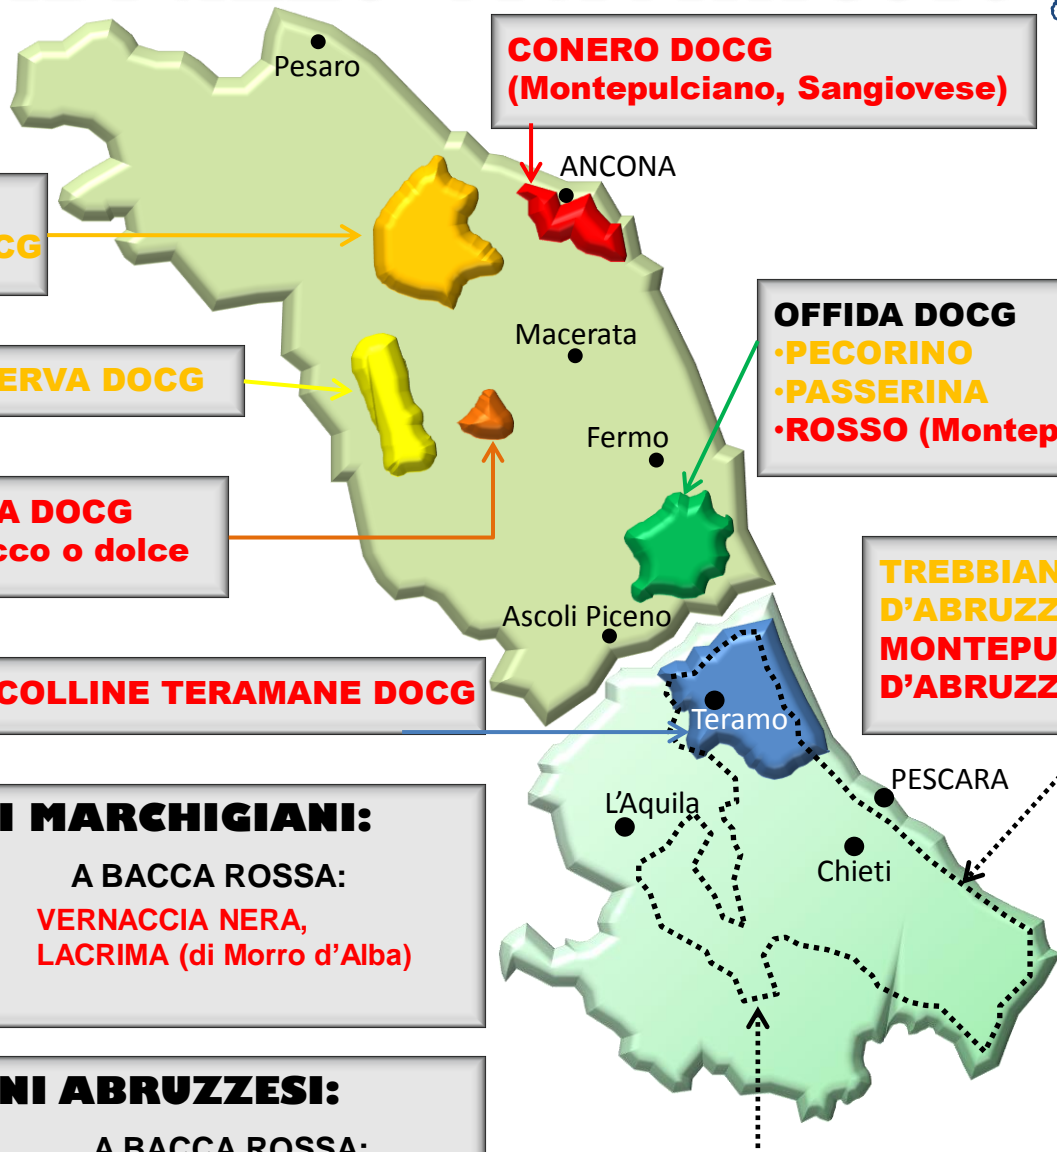 Pesaro
CONERO DOCG
(Montepulciano, Sangiovese)
ANCONA
CG
Macerata
OFFIDA DOCG
•PECORINO
•PASSERINA
•ROSSO (Montep
ERVA DOCG
Fermo
A DOCG
cco o dolce
Ascoli Piceno
TREBBIAN
D’ABRUZZ
MONTEPU
D’ABRUZZ
COLLINE TERAMANE DOCG
Teramo
PESCARA
L’Aquila
Chieti
I MARCHIGIANI:
A BACCA ROSSA:
VERNACCIA NERA,
LACRIMA (di Morro d’Alba)
NI ABRUZZESI:
A BACCA ROSSA: